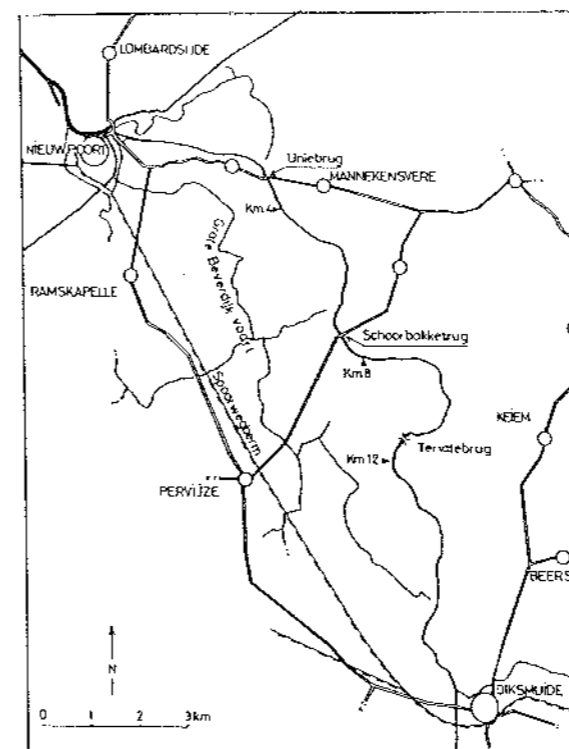 LOMBARDSIJDE
NIEUWPOORT
Uniebrug
MANNEKENSVERE
Km.4
Grote
Beverdijk vaart
RAMSKAPELLE
Schoorbakkebrug
Km 8
Spoorwegberm
KEIEM
Tervatebrug
Km 12
PERVIJZE
BEERS
N
DIKSMUIDE
0 1 2 3 km